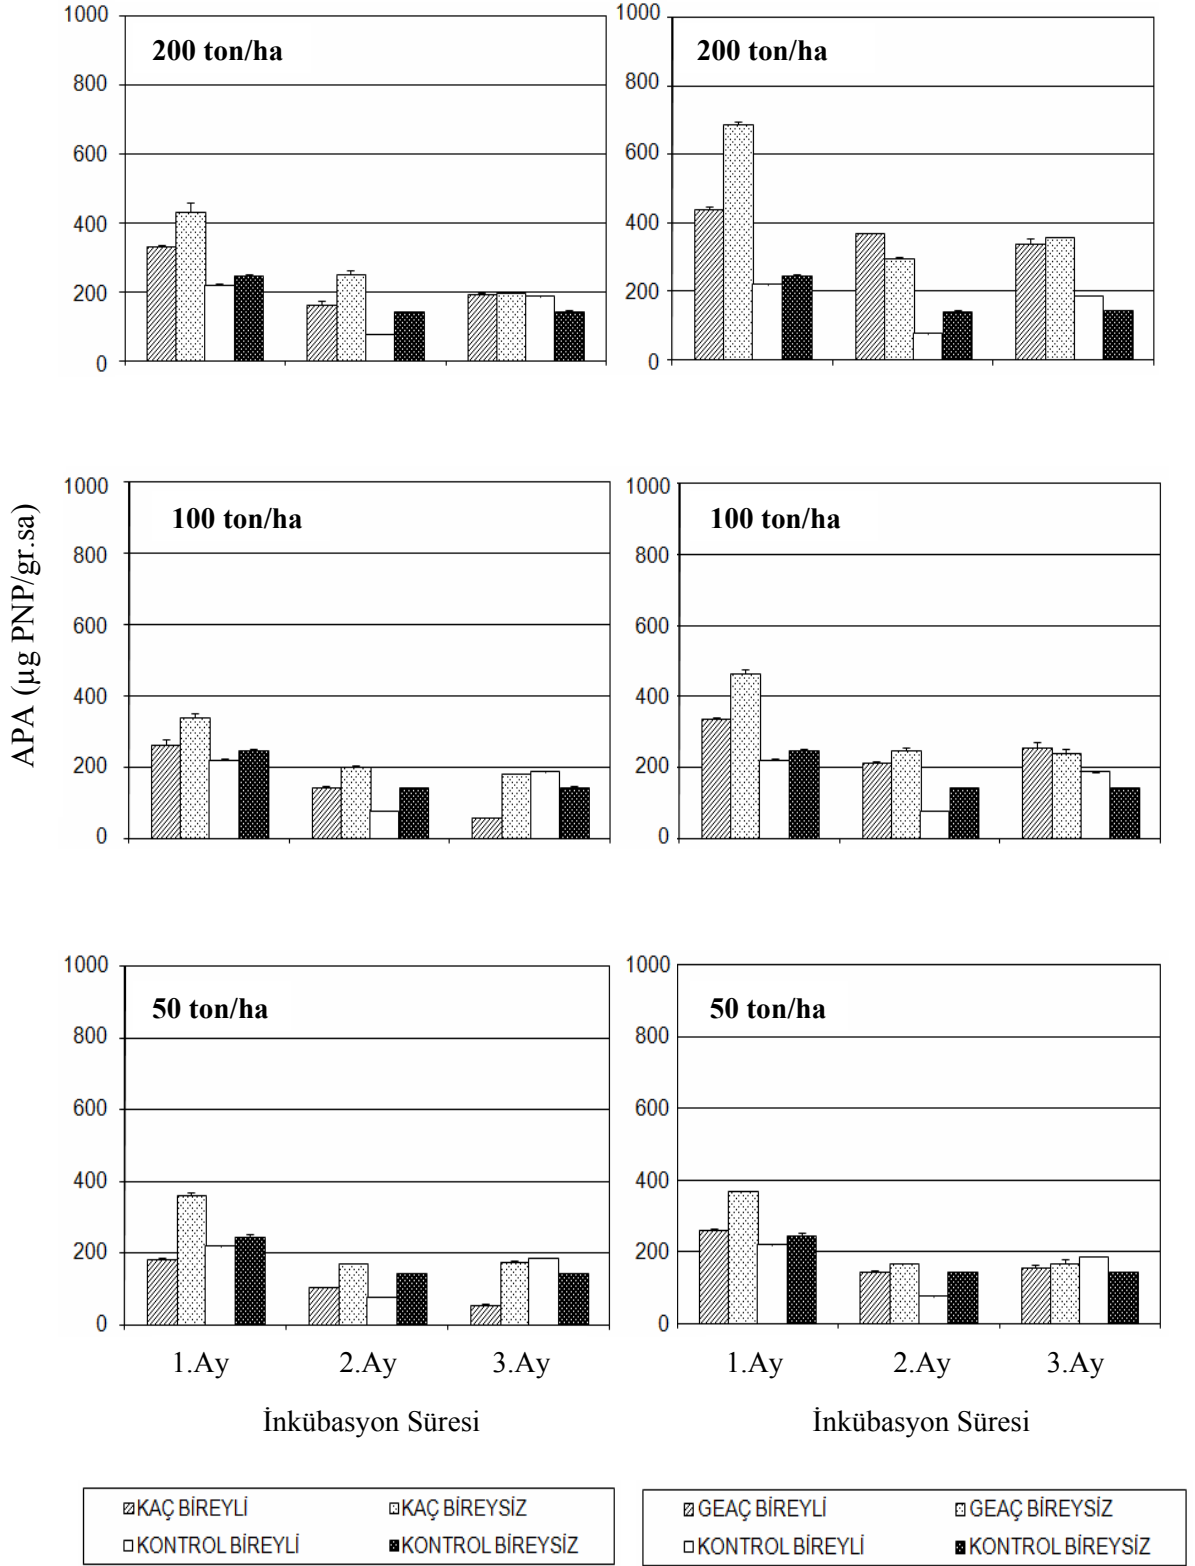 1000
800
600
400
200
0
200 ton/ha
1000
800
600
400
200
0
200 ton/ha
APA (µg PNP/gr.sa)
1000
800
600
400
200
0
100 ton/ha
1000
800
600
400
200
0
100 ton/ha
1000
800
600
400
200
0
50 ton/ha
1.Ay 2.Ay 3.Ay
İnkübasyon Süresi
1000
800
600
400
200
0
50 ton/ha
1.Ay 2.Ay 3.Ay
İnkübasyon Süresi
KAÇ BİREYLİ KAÇ BİREYSİZ
KONTROL BİREYLİ KONTROL BİREYSİZ
GEAÇ BİREYLİ GEAÇ BİREYSİZ
KONTROL BİREYLİ KONTROL BİREYSİZ